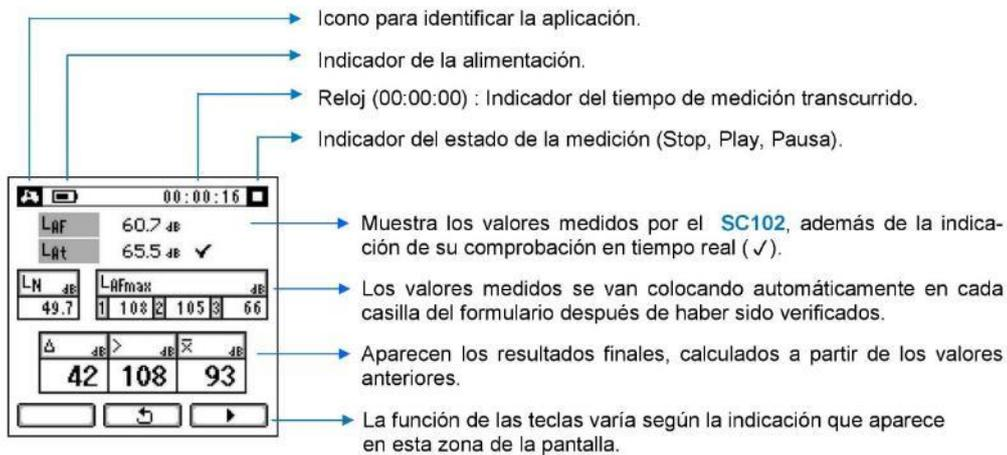 Icono para identificar la aplicación.
Indicador de la alimentación.
Reloj (00:00:00) : Indicador del tiempo de medición transcurrido.
Indicador del estado de la medición (Stop, Play, Pausa).
00:00:16
LAF 60.7 dB
LAt 65.5 dB ✓
Muestra los valores medidos por el SC102, además de la indica-
ción de su comprobación en tiempo real (✓).
LN dB LAFmax dB
49.7 1 108 2 105 3 66
Los valores medidos se van colocando automáticamente en cada
casilla del formulario después de haber sido verificados.
Δ dB > dB x̅ dB
42 108 93
Aparecen los resultados finales, calculados a partir de los valores
anteriores.
La función de las teclas varía según la indicación que aparece
en esta zona de la pantalla.